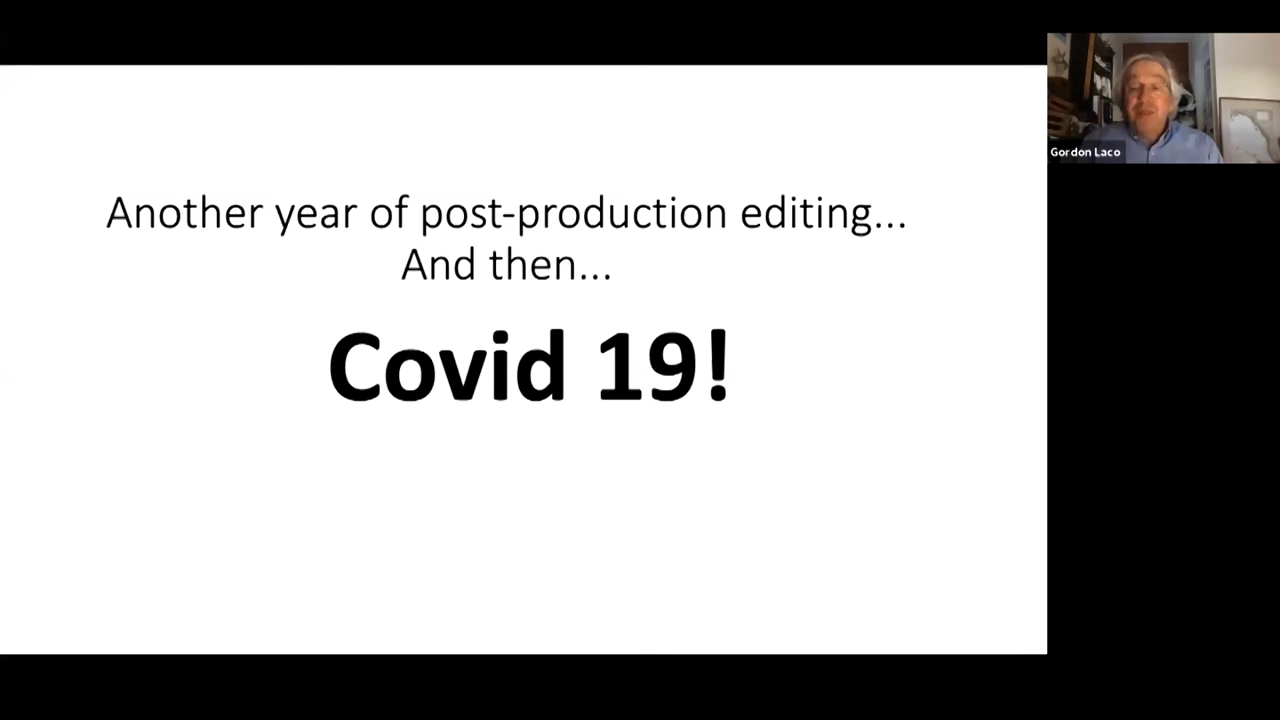 Another year of post-production editing...
And then...
Covid 19!
Gordon Laco